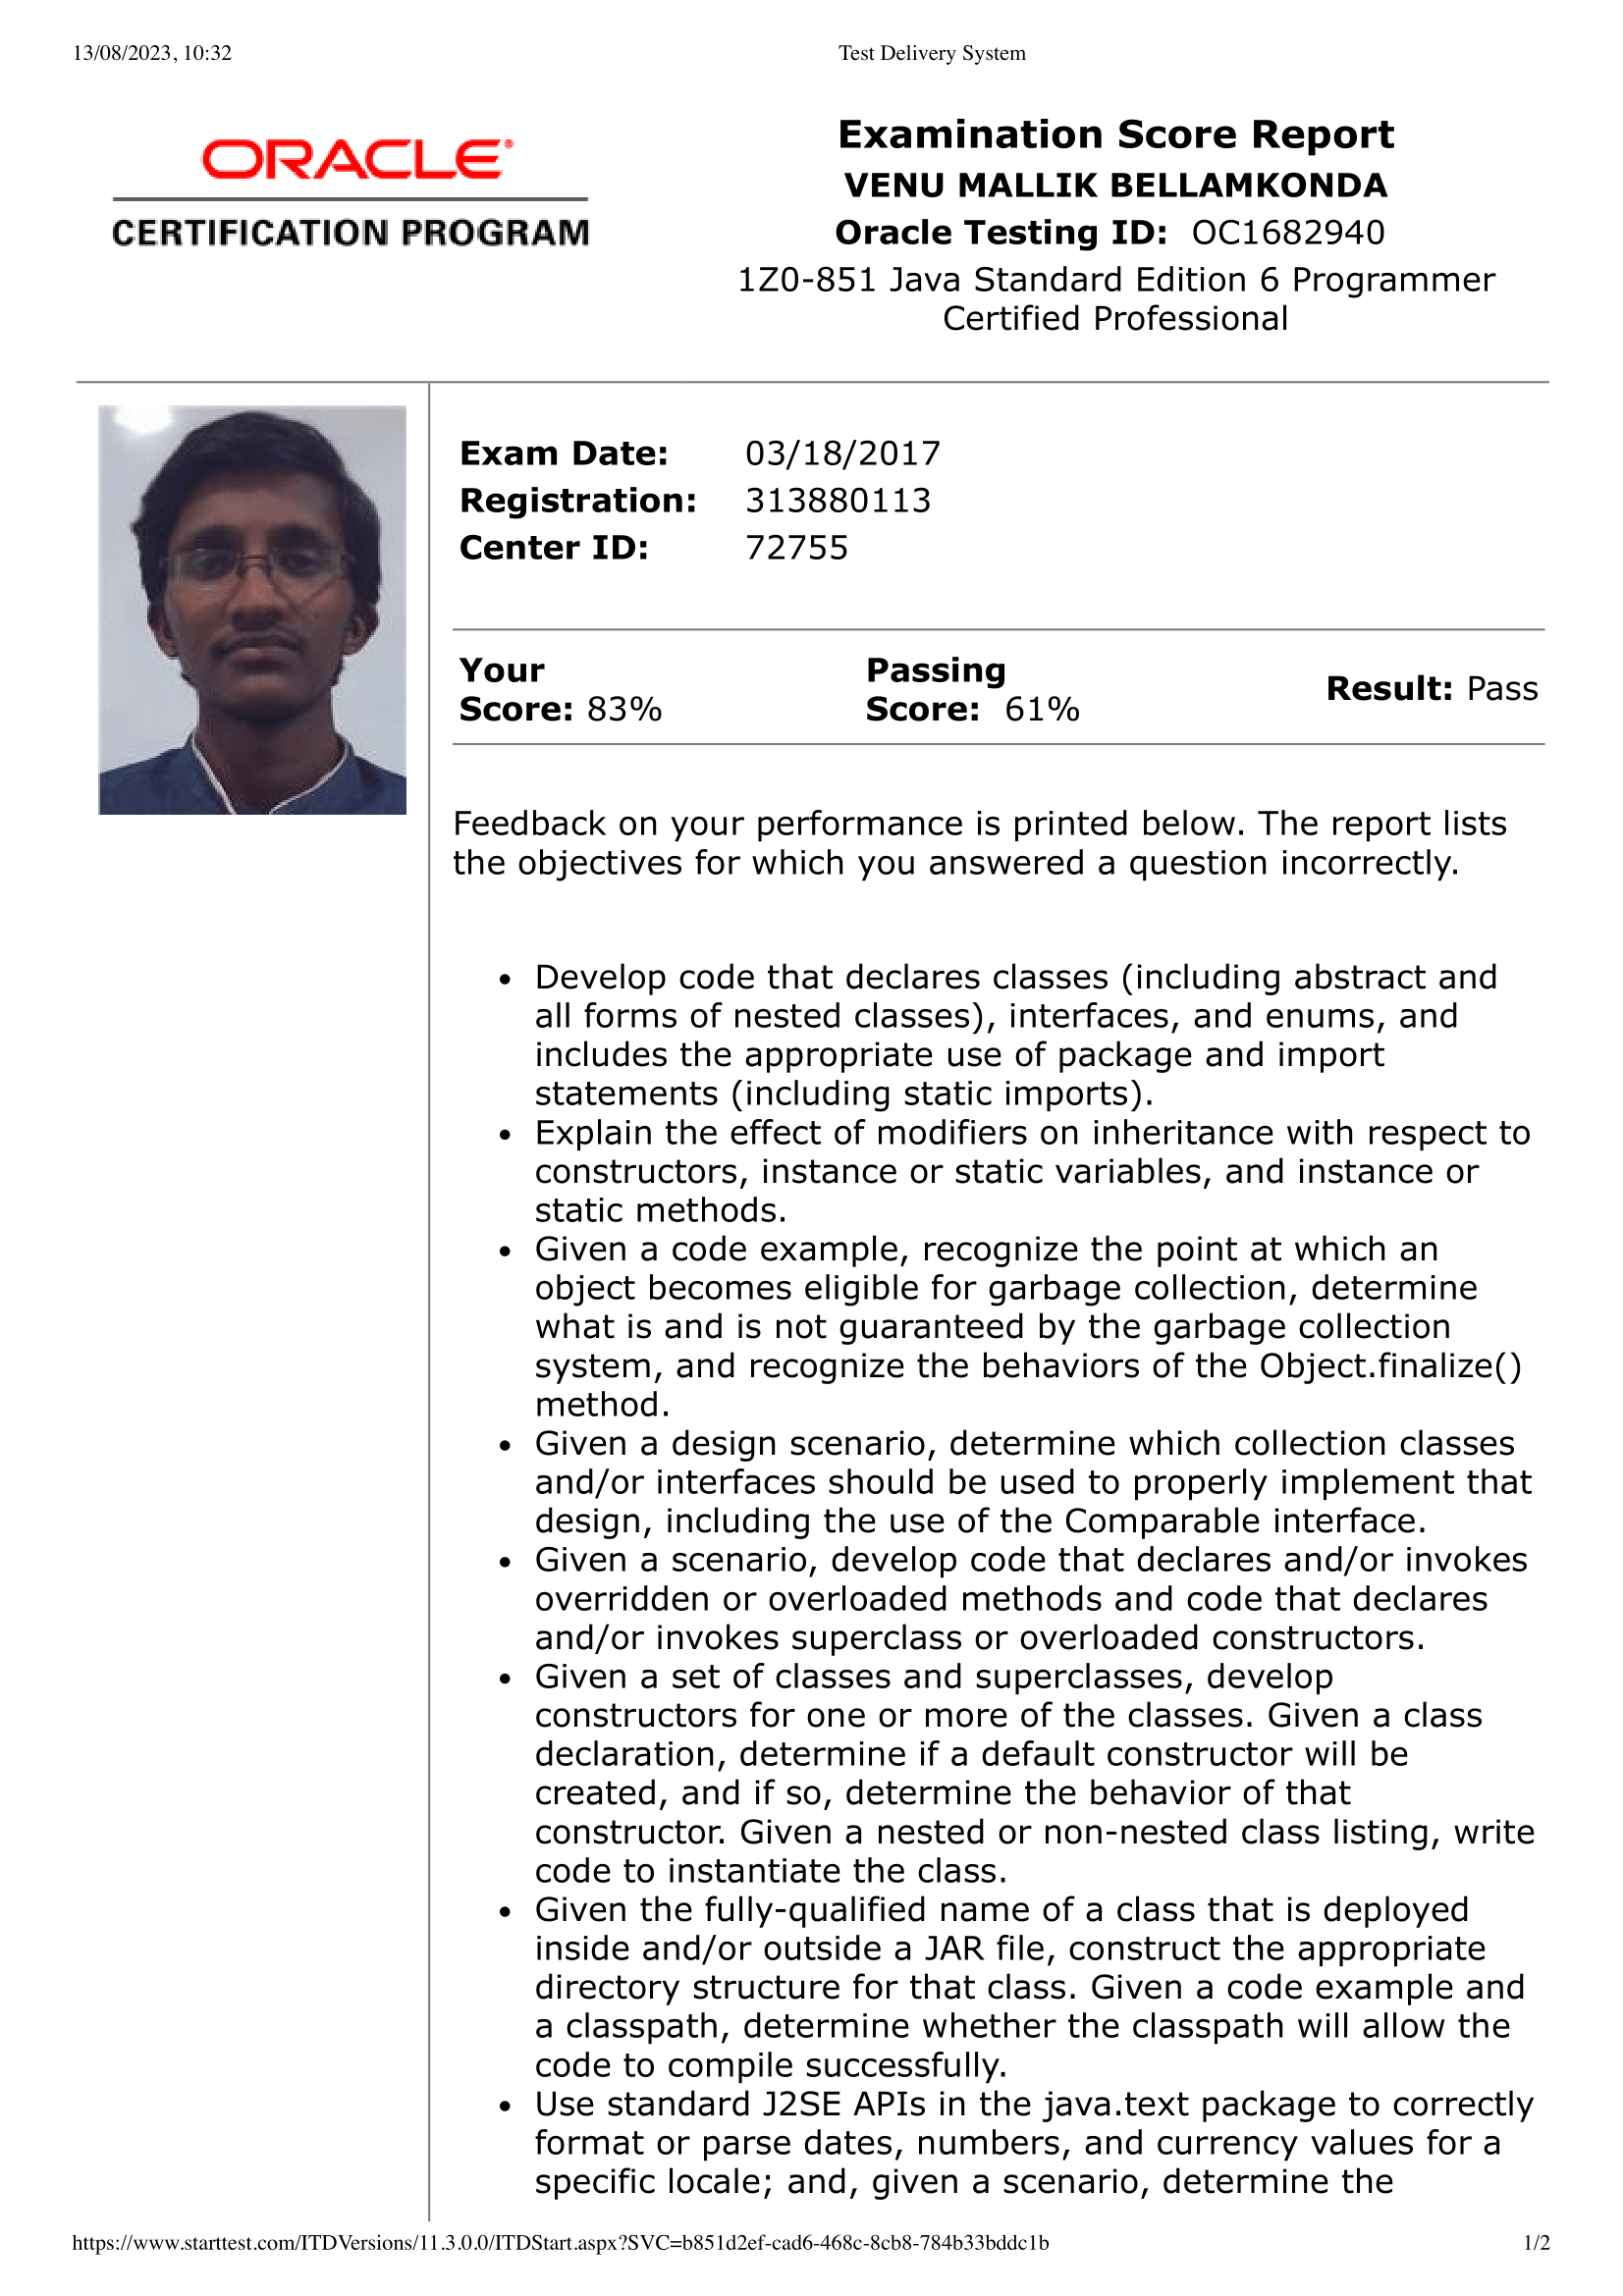 13/08/2023, 10:32
Test Delivery System
ORACLE®
CERTIFICATION PROGRAM
Examination Score Report
VENU MALLIK BELLAMKONDA
Oracle Testing ID: OC1682940
1Z0-851 Java Standard Edition 6 Programmer
Certified Professional
Exam Date: 03/18/2017
Registration: 313880113
Center ID: 72755
Your
Score: 83%
Passing
Score: 61%
Result: Pass
Feedback on your performance is printed below. The report lists
the objectives for which you answered a question incorrectly.
• Develop code that declares classes (including abstract and
all forms of nested classes), interfaces, and enums, and
includes the appropriate use of package and import
statements (including static imports).
• Explain the effect of modifiers on inheritance with respect to
constructors, instance or static variables, and instance or
static methods.
• Given a code example, recognize the point at which an
object becomes eligible for garbage collection, determine
what is and is not guaranteed by the garbage collection
system, and recognize the behaviors of the Object.finalize()
method.
• Given a design scenario, determine which collection classes
and/or interfaces should be used to properly implement that
design, including the use of the Comparable interface.
• Given a scenario, develop code that declares and/or invokes
overridden or overloaded methods and code that declares
and/or invokes superclass or overloaded constructors.
• Given a set of classes and superclasses, develop
constructors for one or more of the classes. Given a class
declaration, determine if a default constructor will be
created, and if so, determine the behavior of that
constructor. Given a nested or non-nested class listing, write
code to instantiate the class.
• Given the fully-qualified name of a class that is deployed
inside and/or outside a JAR file, construct the appropriate
directory structure for that class. Given a code example and
a classpath, determine whether the classpath will allow the
code to compile successfully.
• Use standard J2SE APIs in the java.text package to correctly
format or parse dates, numbers, and currency values for a
specific locale; and, given a scenario, determine the
https://www.starttest.com/ITDVersions/11.3.0.0/ITDStart.aspx?SVC=b851d2ef-cad6-468c-8cb8-784b33bddc1b
1/2